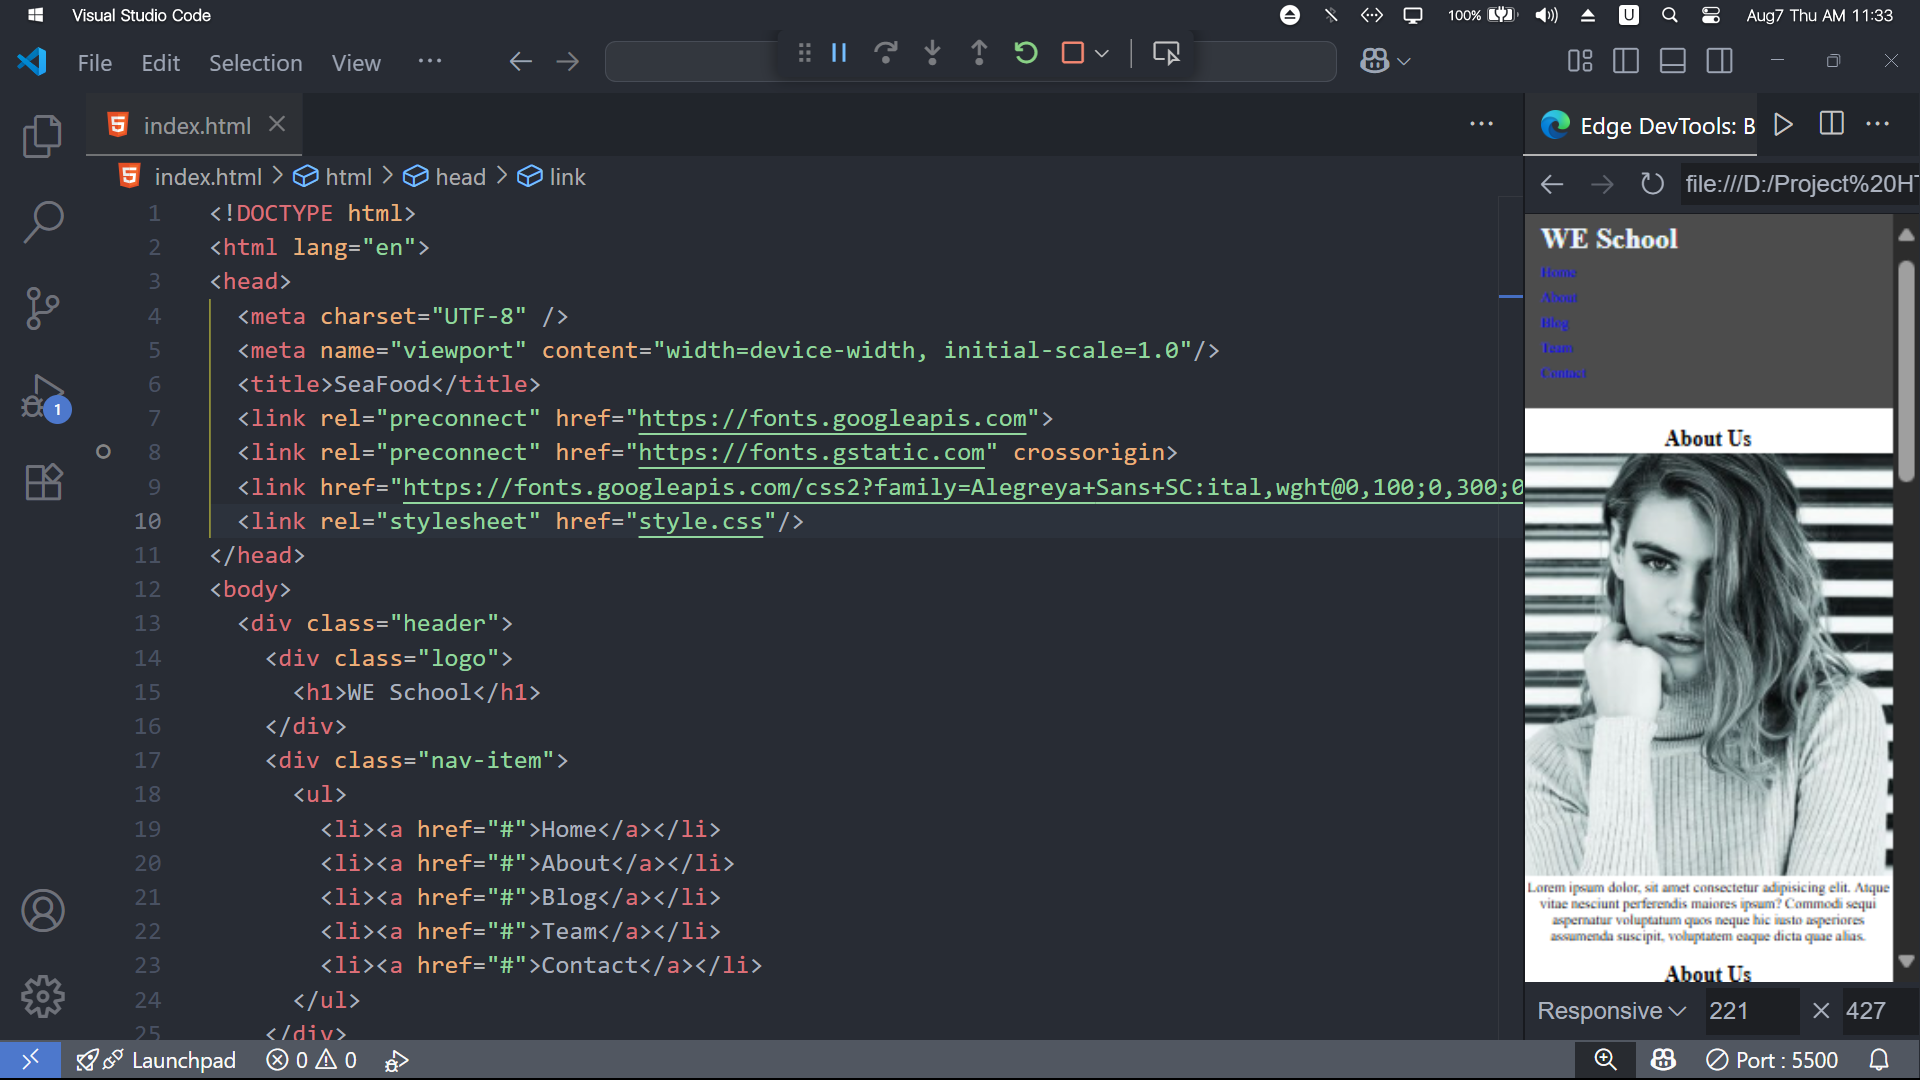 Visual Studio Code
100%
U
Aug7 Thu AM 11:33
File Edit Selection View ···
index.html
Edge DevTools: B
index.html > html > head > link
file:///D:/Project%20HT
1 <!DOCTYPE html>
2 <html lang="en">
3 <head>
4 <meta charset="UTF-8" />
5 <meta name="viewport" content="width=device-width, initial-scale=1.0"/>
6 <title>SeaFood</title>
7 <link rel="preconnect" href="https://fonts.googleapis.com">
8 <link rel="preconnect" href="https://fonts.gstatic.com" crossorigin>
9 <link href="https://fonts.googleapis.com/css2?family=Alegreya+Sans+SC:ital,wght@0,100;0,300;0
10 <link rel="stylesheet" href="style.css"/>
11 </head>
12 <body>
13 <div class="header">
14 <div class="logo">
15 <h1>WE School</h1>
16 </div>
17 <div class="nav-item">
18 <ul>
19 <li><a href="#">Home</a></li>
20 <li><a href="#">About</a></li>
21 <li><a href="#">Blog</a></li>
22 <li><a href="#">Team</a></li>
23 <li><a href="#">Contact</a></li>
24 </ul>
25 </div>
1
WE School
Home
About
Blog
Team
Contact
About Us
Lorem ipsum dolor, sit amet consectetur adipisicing elit. Atque
vitae nesciunt perferendis maiores ipsum? Commodi sequi
aspernatur voluptatum quos neque hic iusto asperiores
assumenda suscipit, voluptatem eaque dicta quae alias.
About Us
Responsive 221 × 427
Launchpad 0 0
Port : 5500